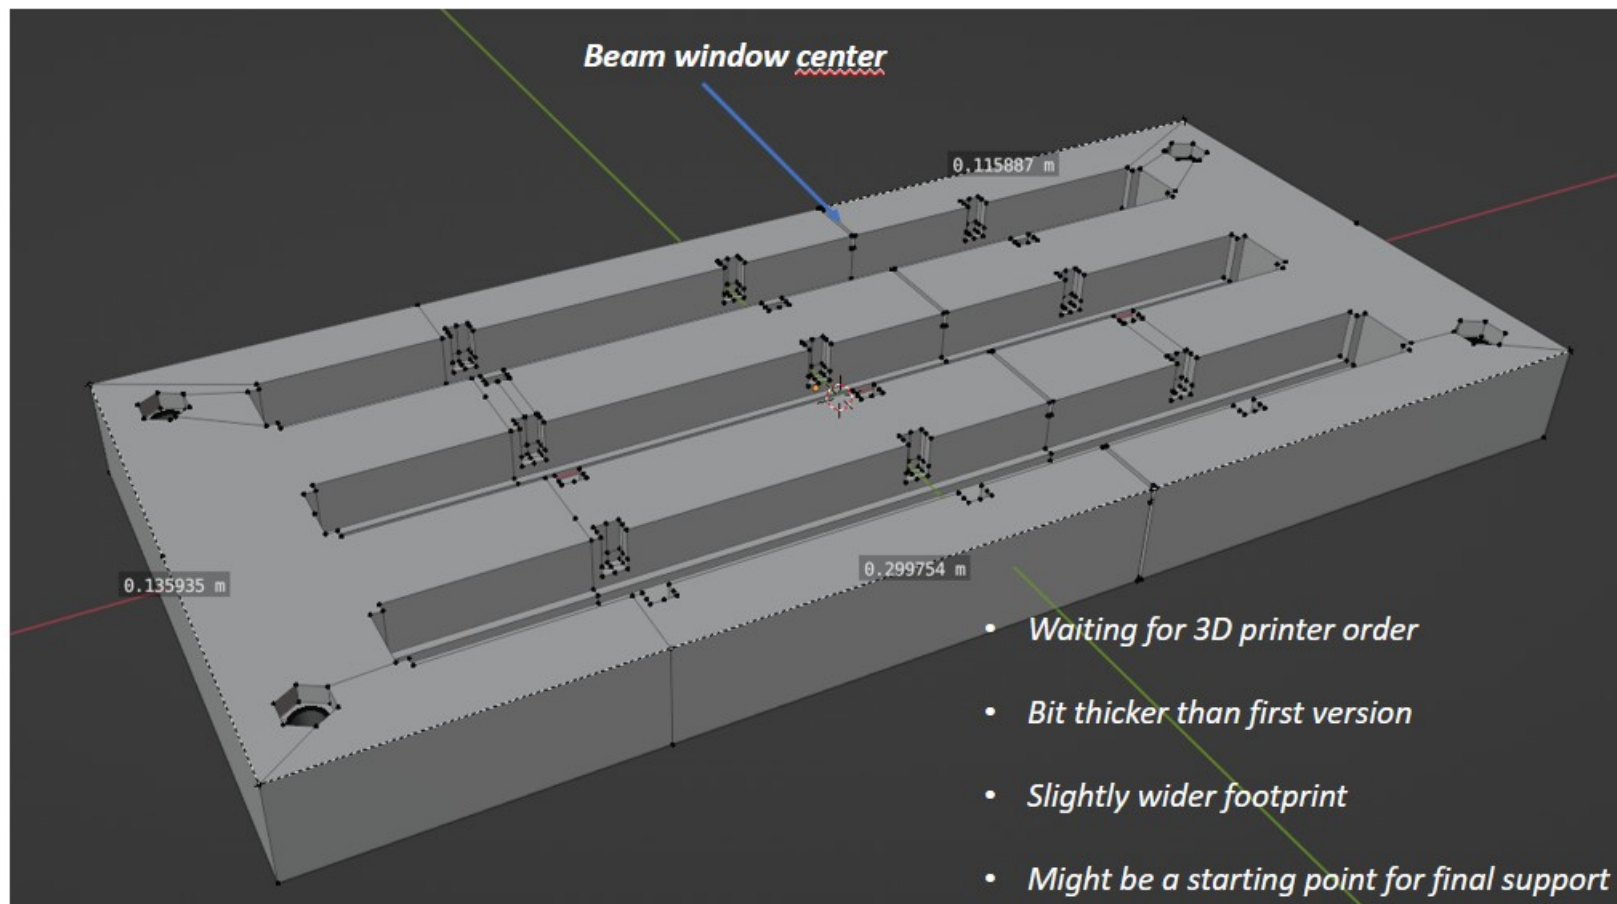 Beam window center
0.115887 m
0.135935 m
0.299754 m
• Waiting for 3D printer order
• Bit thicker than first version
• Slightly wider footprint
• Might be a starting point for final support